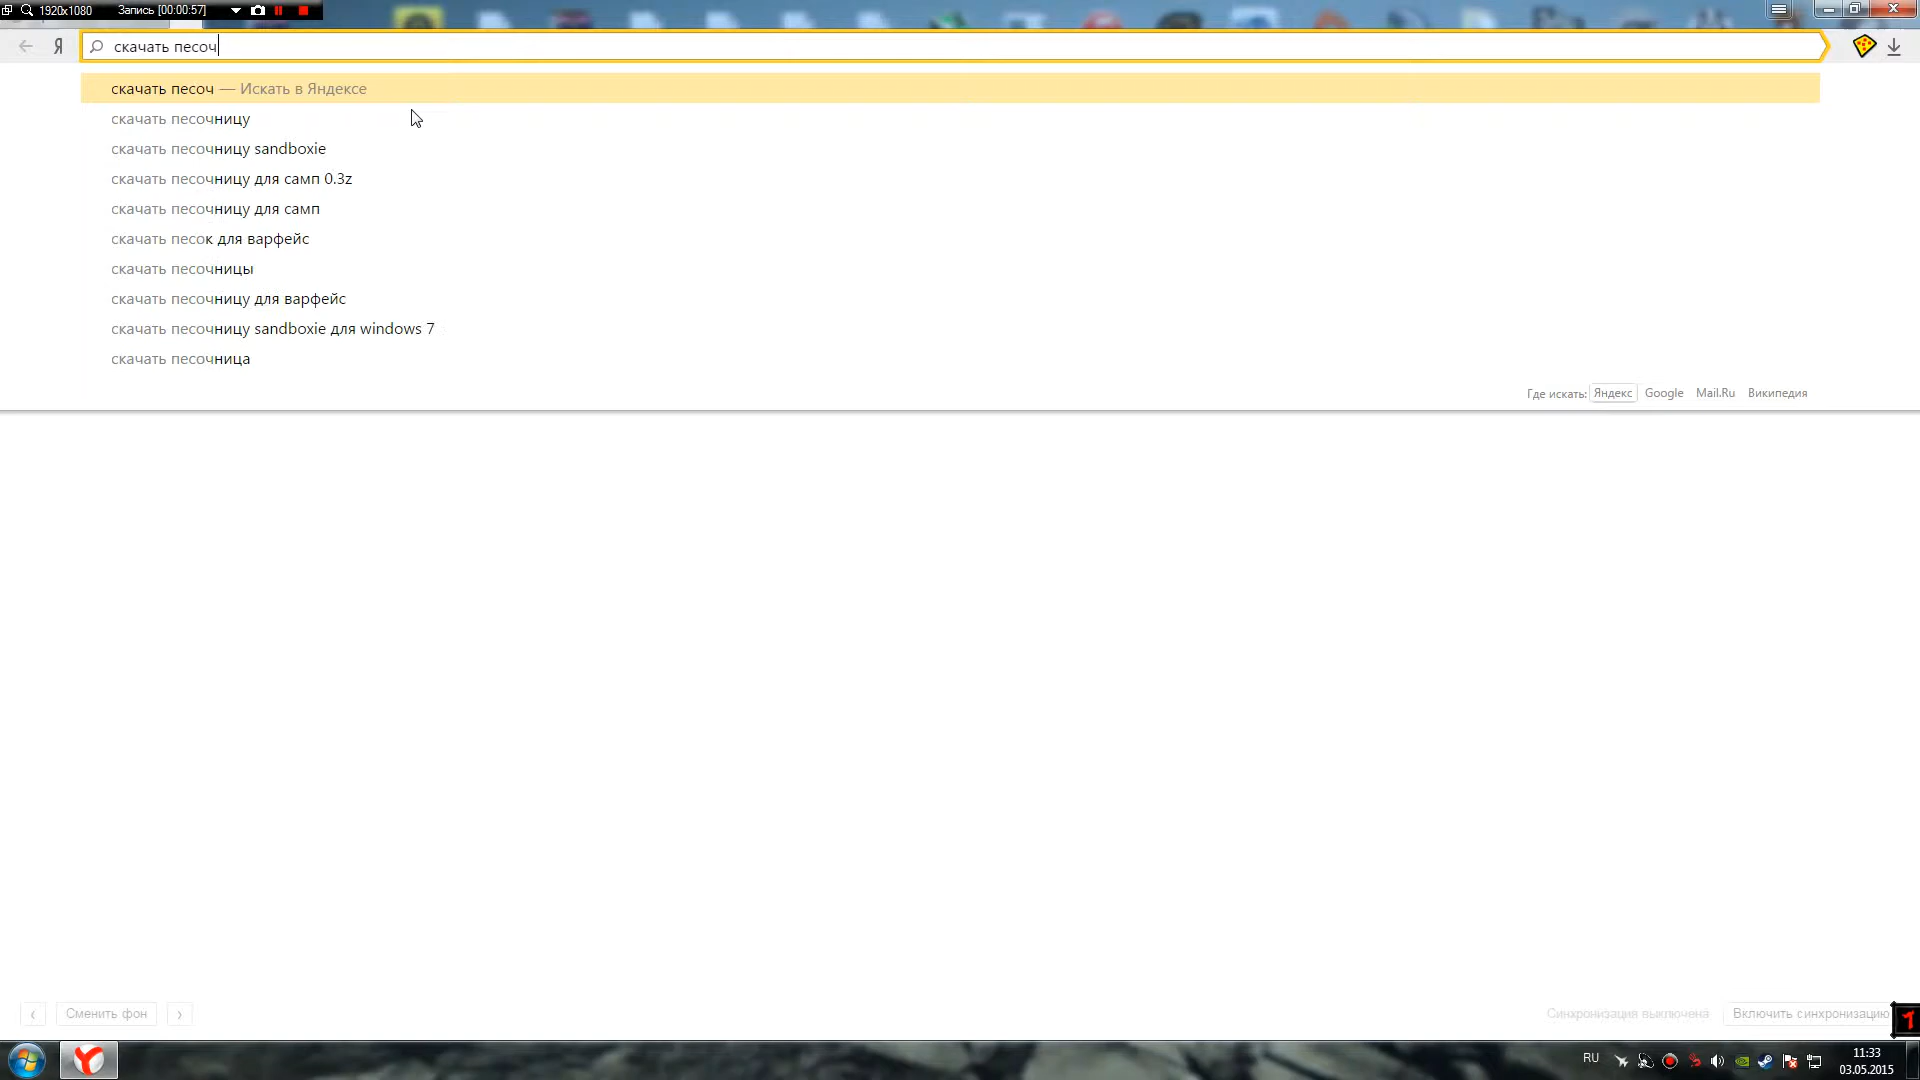 1920x1080 Запись [00:00:57]
Я скачать песоч
скачать песоч — Искать в Яндексе
скачать песочницу
скачать песочницу sandboxie
скачать песочницу для самп 0.3z
скачать песочницу для самп
скачать песок для варфейс
скачать песочницы
скачать песочницу для варфейс
скачать песочницу sandboxie для windows 7
скачать песочница
Где искать: Яндекс Google Mail.Ru Википедия
‹ Сменить фон › Синхронизация выключена Включить синхронизацию
RU 11:33
03.05.2015